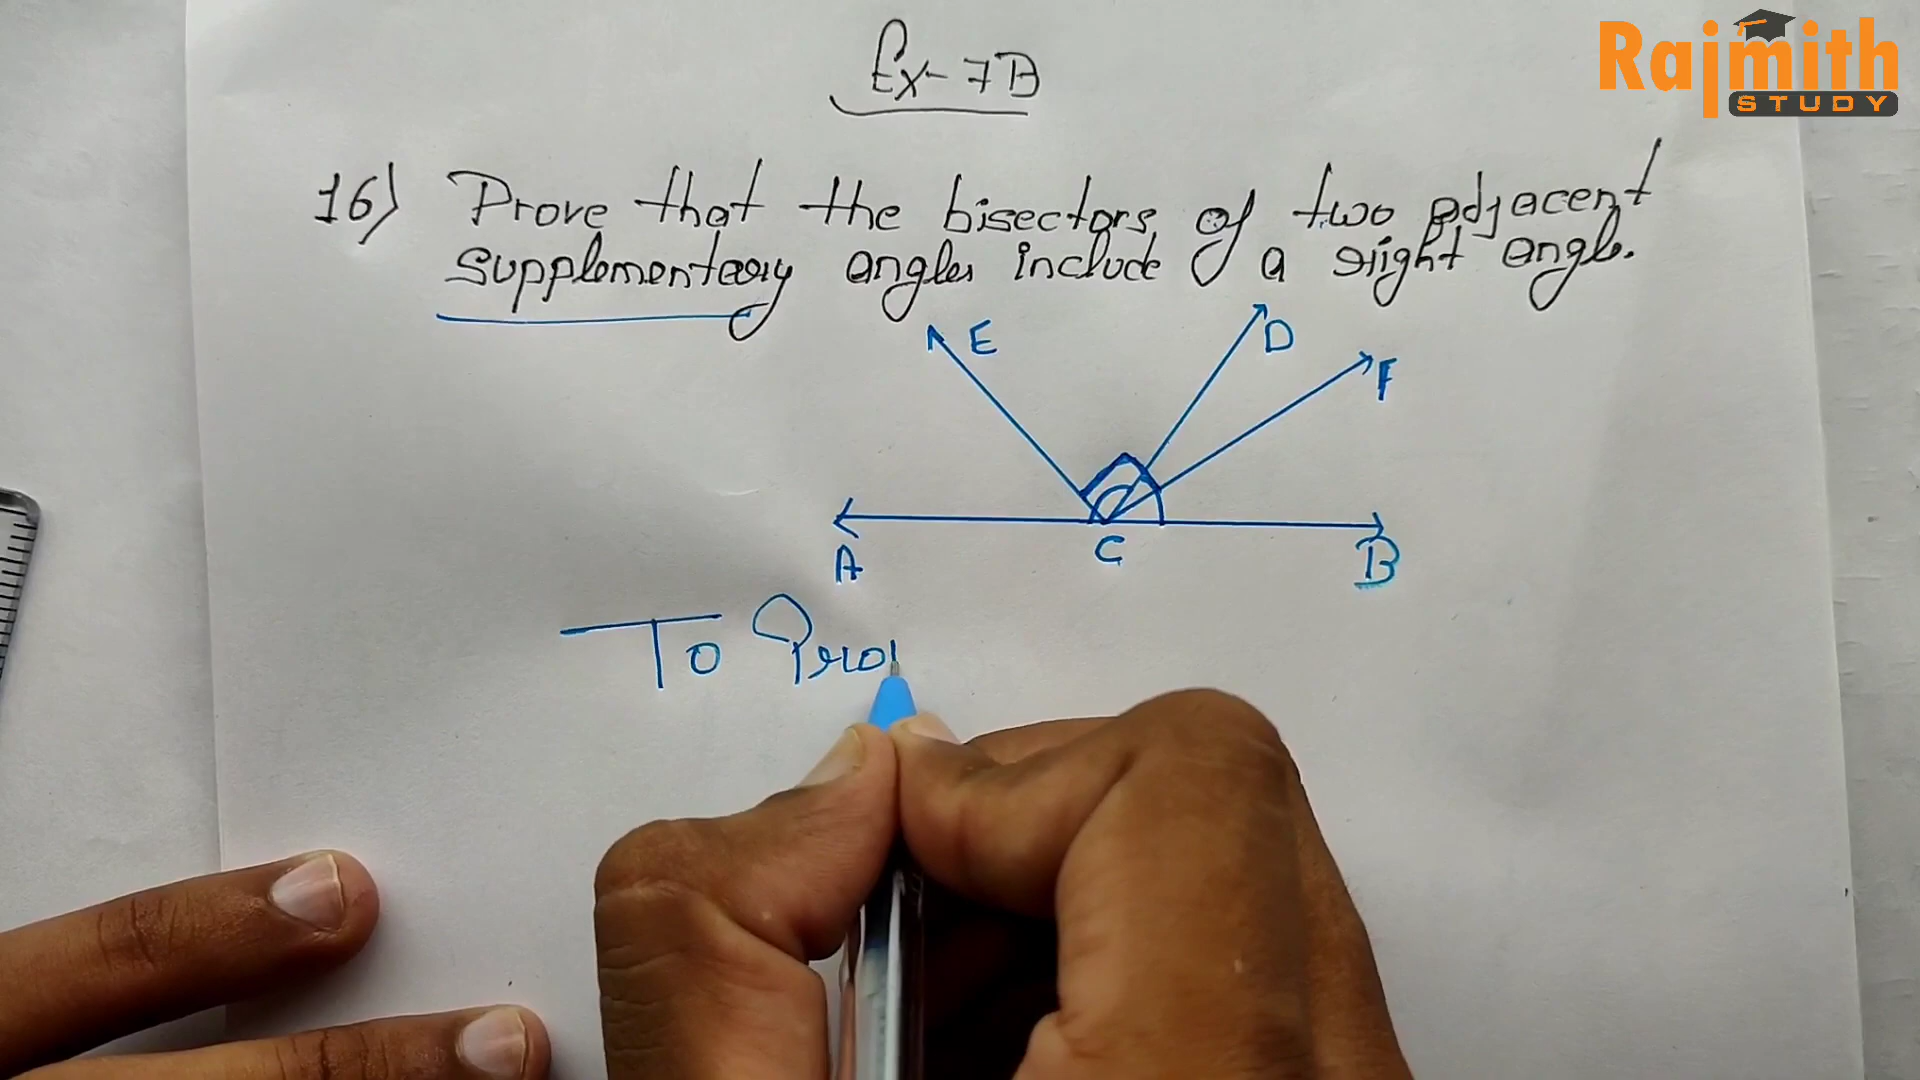 Rajmith
STUDY
Ex-7B
16) Prove that the bisectors of two adjacent
supplementary angles include a right angle.
E
D
F
A
C
B
To Prov